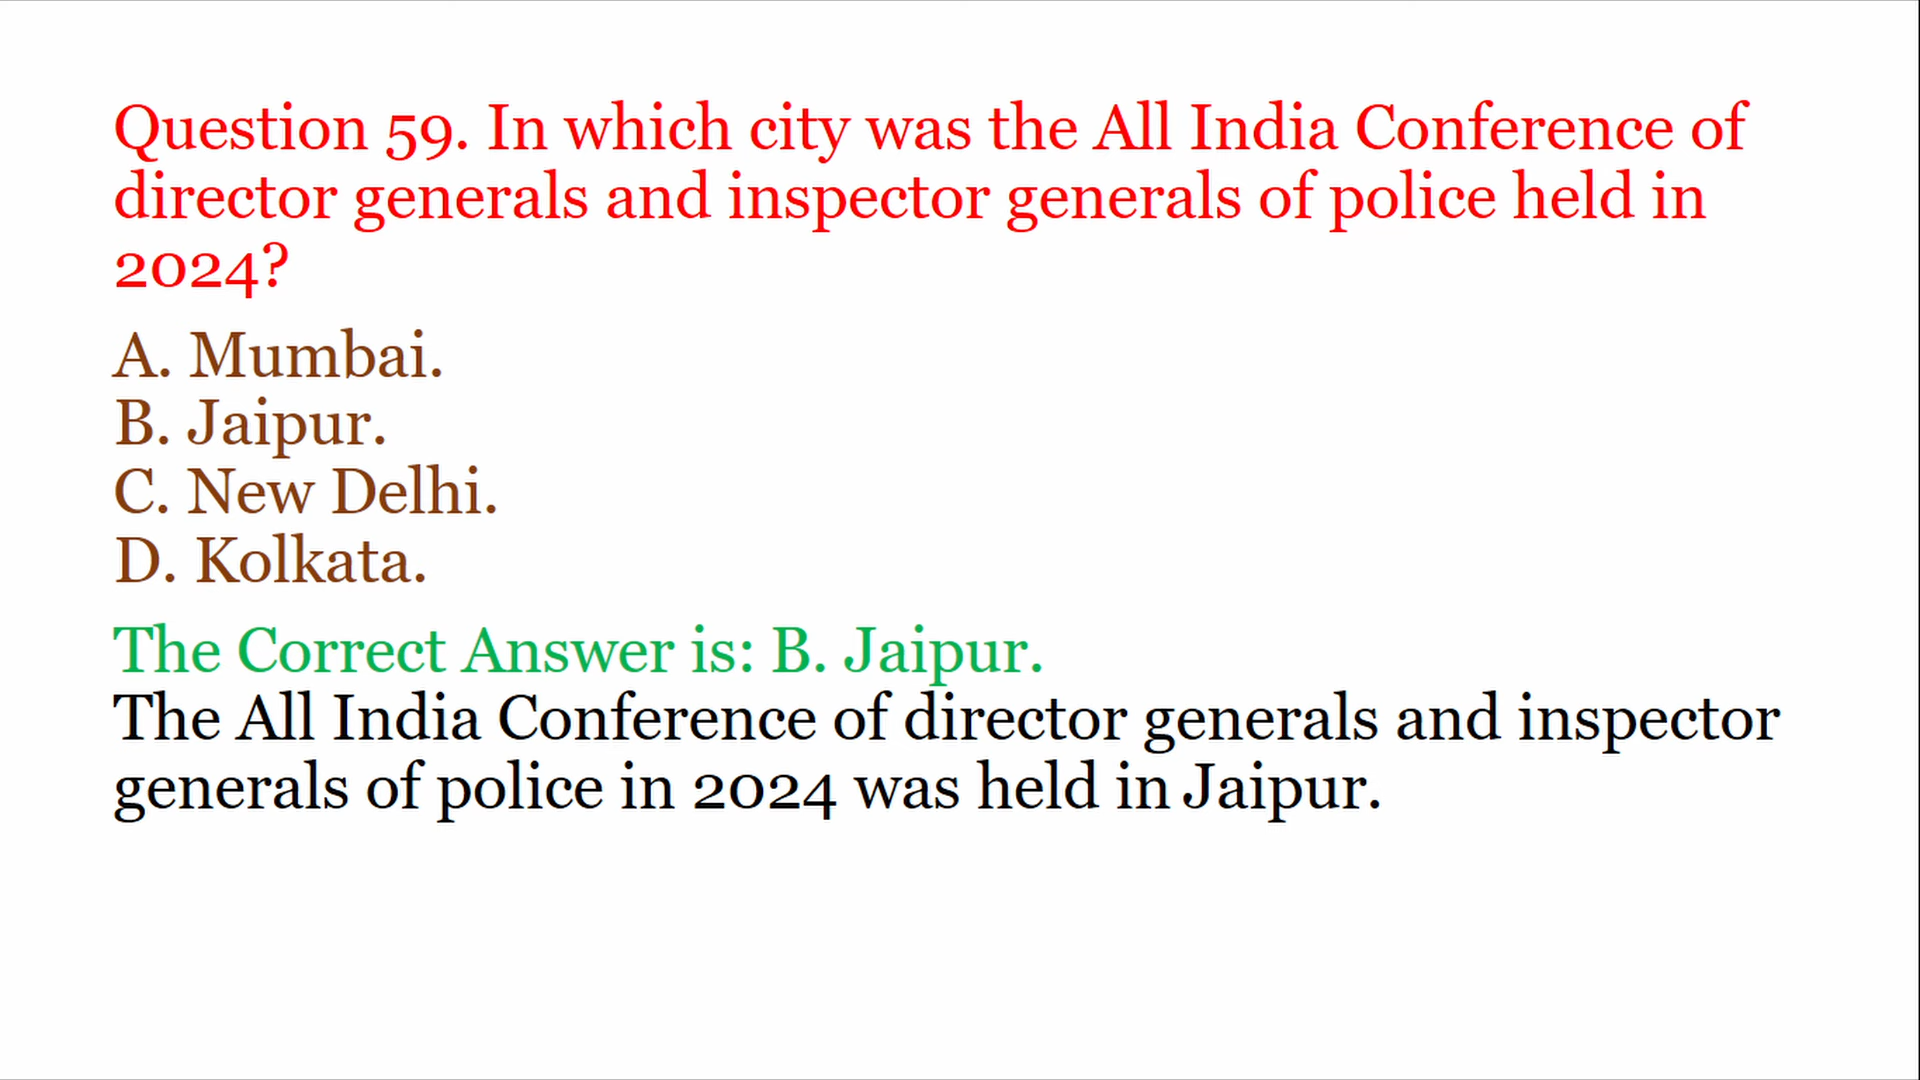 Question 59. In which city was the All India Conference of
director generals and inspector generals of police held in
2024?
A. Mumbai.
B. Jaipur.
C. New Delhi.
D. Kolkata.
The Correct Answer is: B. Jaipur.
The All India Conference of director generals and inspector
generals of police in 2024 was held in Jaipur.